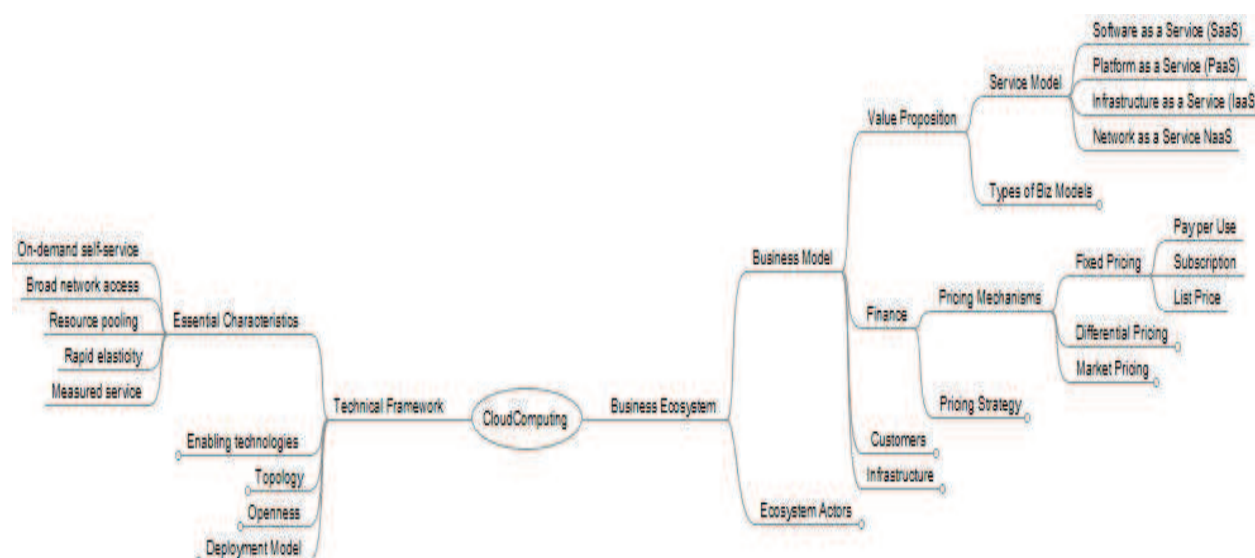 Software as a Service (SaaS)
Platform as a Service (PaaS)
Service Model
Infrastructure as a Service (IaaS
Value Proposition
Network as a Service NaaS
Types of Biz Models
Pay per Use
On-demand self-service
Business Model
Fixed Pricing
Subscription
Broad network access
Pricing Mechanisms
List Price
Resource pooling
Essential Characteristics
Finance
Differential Pricing
Rapid elasticity
Market Pricing
Measured service
Technical Framework
CloudComputing
Business Ecosystem
Pricing Strategy
Enabling technologies
Customers
Topology
Infrastructure
Openness
Ecosystem Actors
Deployment Model